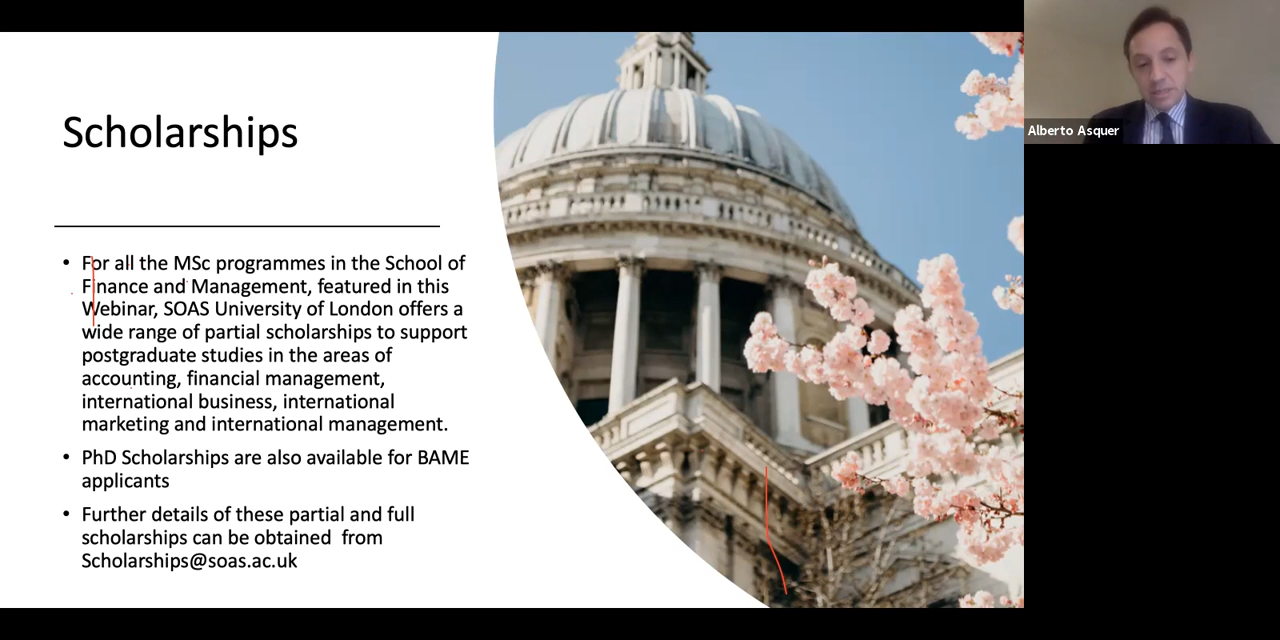 Scholarships
• For all the MSc programmes in the School of
Finance and Management, featured in this
Webinar, SOAS University of London offers a
wide range of partial scholarships to support
postgraduate studies in the areas of
accounting, financial management,
international business, international
marketing and international management.
• PhD Scholarships are also available for BAME
applicants
• Further details of these partial and full
scholarships can be obtained  from
Scholarships@soas.ac.uk
Alberto Asquer